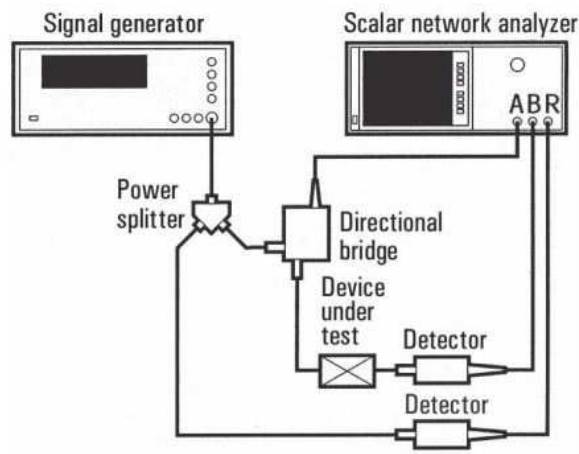 Signal generator
Scalar network analyzer
ABR
Power
splitter
Directional
bridge
Device
under
test
Detector
Detector